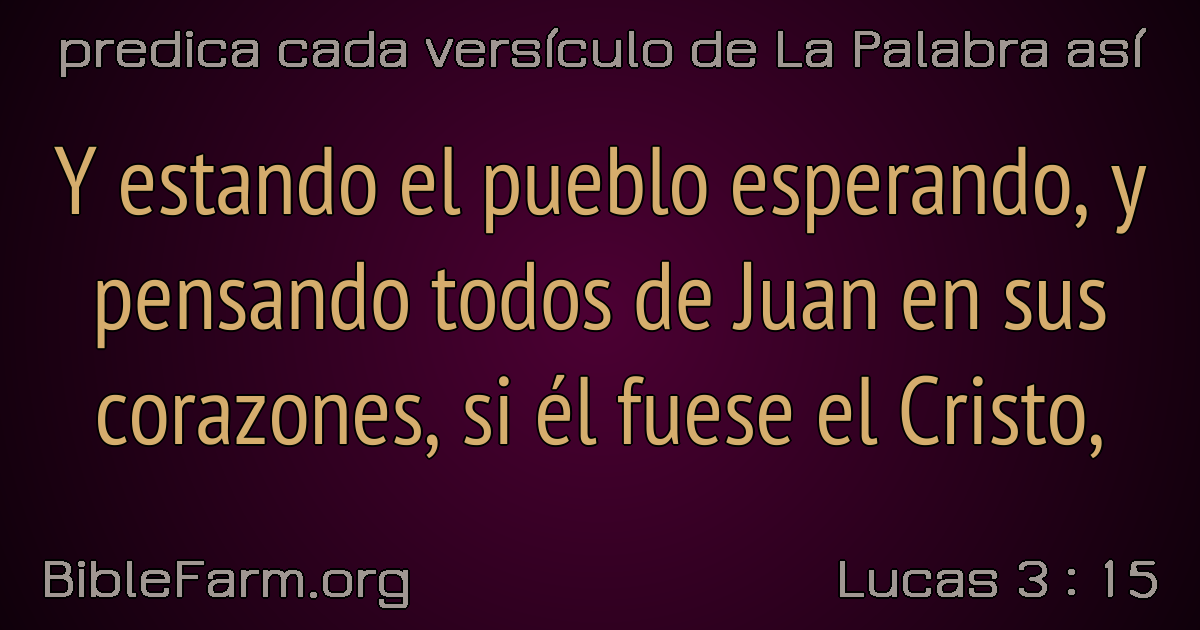 predica cada versículo de La Palabra así
Y estando el pueblo esperando, y
pensando todos de Juan en sus
corazones, si él fuese el Cristo,
BibleFarm.org
Lucas 3 : 15